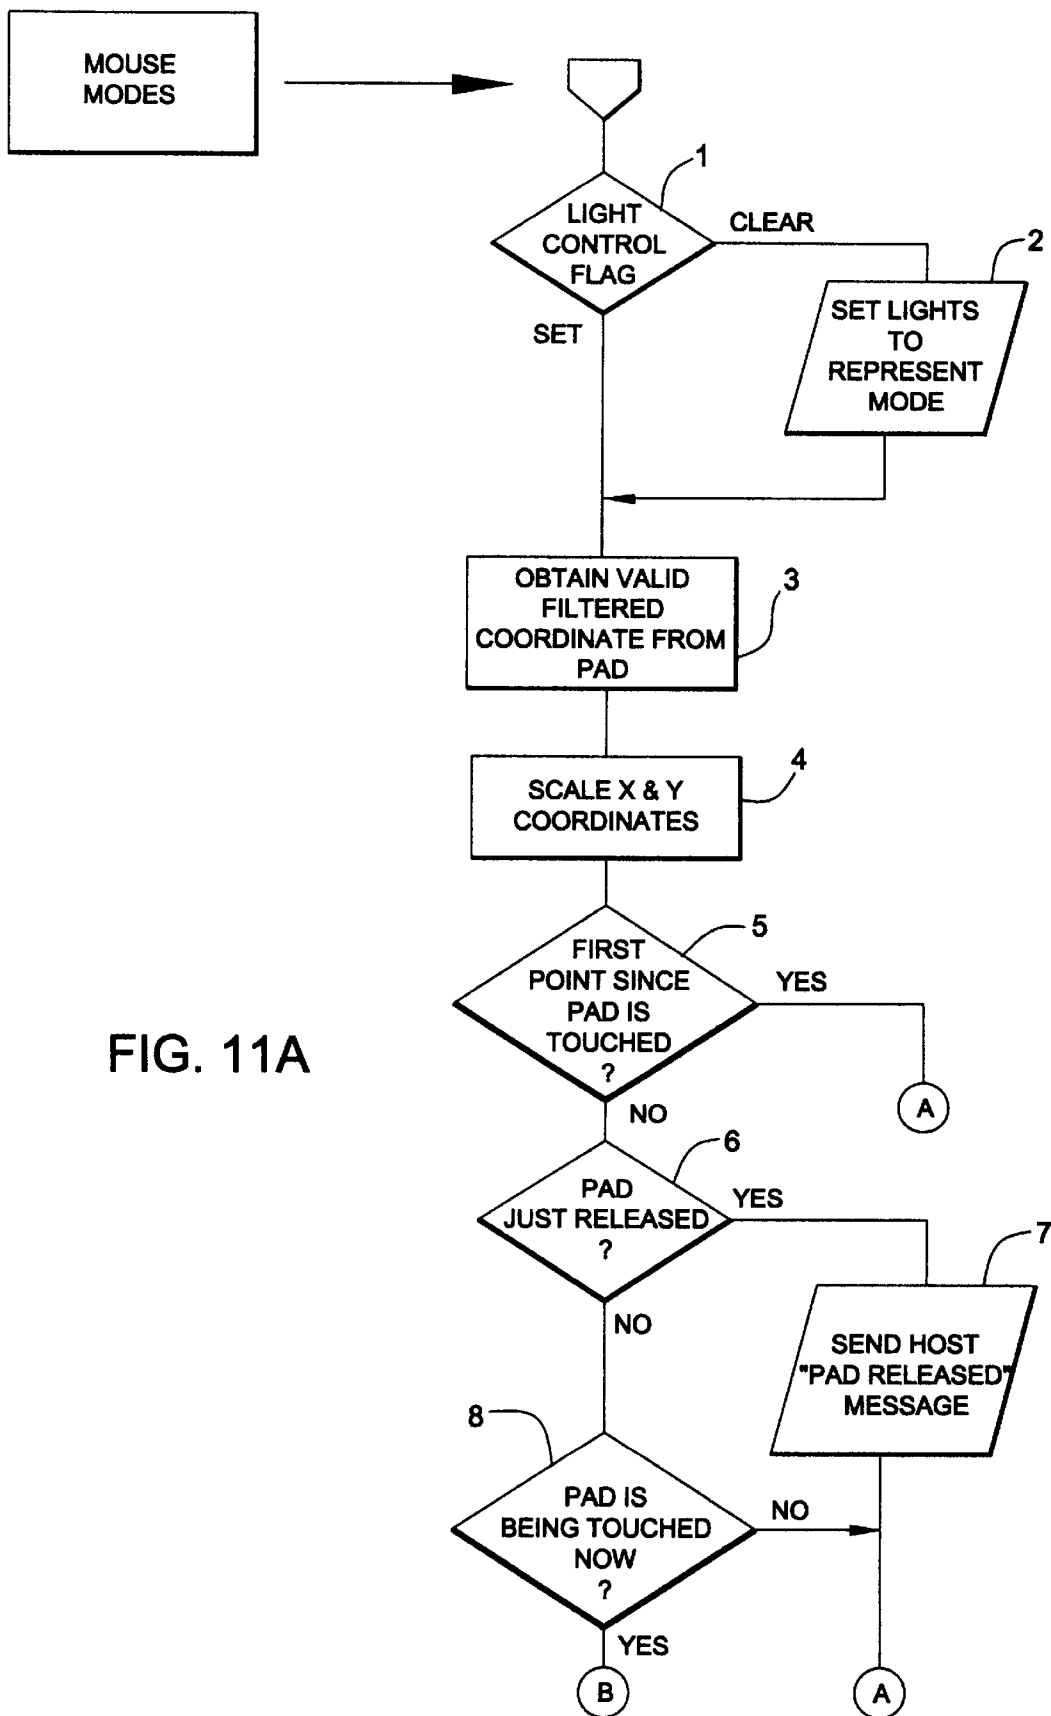 MOUSE
MODES
1
LIGHT
CONTROL
FLAG
CLEAR
SET
2
SET LIGHTS
TO
REPRESENT
MODE
OBTAIN VALID
FILTERED
COORDINATE FROM
PAD
3
SCALE X & Y
COORDINATES
4
FIRST
POINT SINCE
PAD IS
TOUCHED
?
5
YES
A
NO
FIG. 11A
PAD
JUST RELEASED
?
6
YES
NO
7
SEND HOST
"PAD RELEASED"
MESSAGE
8
PAD IS
BEING TOUCHED
NOW
?
NO
YES
B
A